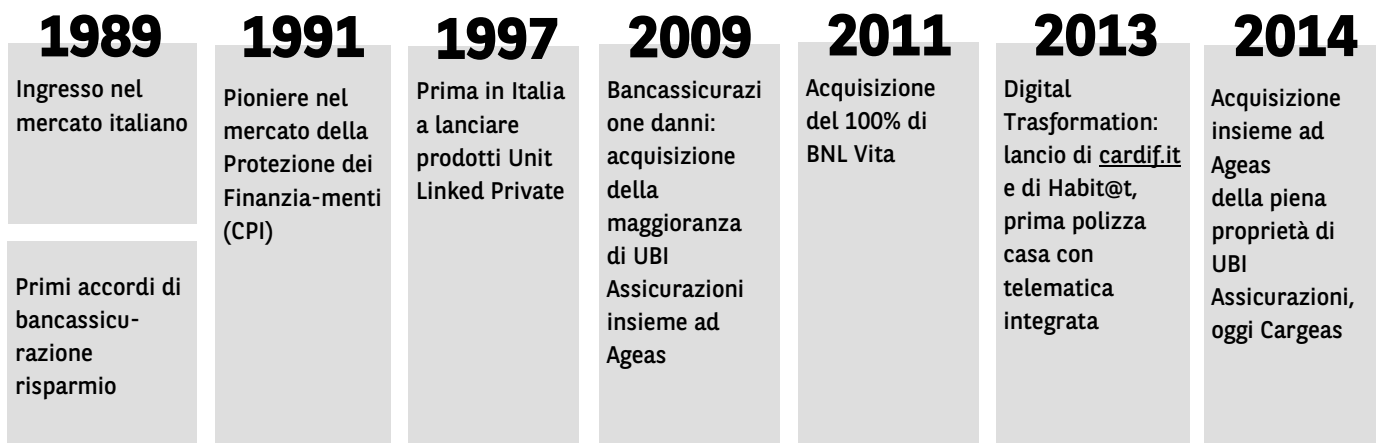 1989
Ingresso nel
mercato italiano
Primi accordi di
bancassicu-
razione
risparmio
1991
Pioniere nel
mercato della
Protezione dei
Finanzia-menti
(CPI)
1997
Prima in Italia
a lanciare
prodotti Unit
Linked Private
2009
Bancassicurazi
one danni:
acquisizione
della
maggioranza
di UBI
Assicurazioni
insieme ad
Ageas
2011
Acquisizione
del 100% di
BNL Vita
2013
Digital
Trasformation:
lancio di cardif.it
e di Habit@t,
prima polizza
casa con
telematica
integrata
2014
Acquisizione
insieme ad
Ageas
della piena
proprietà di
UBI
Assicurazioni,
oggi Cargeas